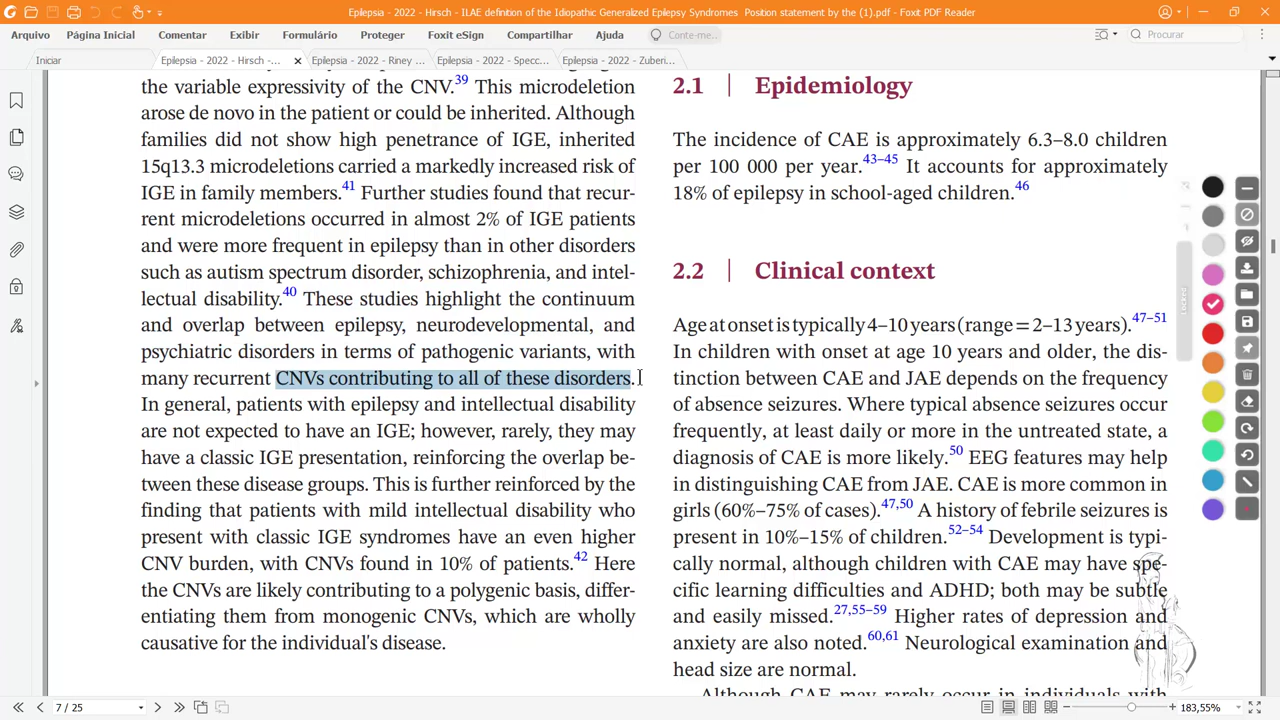 Epilepsia - 2022 - Hirsch - ILAE definition of the Idiopathic Generalized Epilepsy Syndromes Position statement by the (1).pdf - Foxit PDF Reader
Arquivo Página Inicial Comentar Exibir Formulário Proteger Foxit eSign Compartilhar Ajuda Conte-me... Procurar
Iniciar Epilepsia - 2022 - Hirsch -... Epilepsia - 2022 - Riney ... Epilepsia - 2022 - Specc... Epilepsia - 2022 - Zuberi...
the variable expressivity of the CNV.39 This microdeletion
arose de novo in the patient or could be inherited. Although
families did not show high penetrance of IGE, inherited
15q13.3 microdeletions carried a markedly increased risk of
IGE in family members.41 Further studies found that recur-
rent microdeletions occurred in almost 2% of IGE patients
and were more frequent in epilepsy than in other disorders
such as autism spectrum disorder, schizophrenia, and intel-
lectual disability.40 These studies highlight the continuum
and overlap between epilepsy, neurodevelopmental, and
psychiatric disorders in terms of pathogenic variants, with
many recurrent CNVs contributing to all of these disorders.
In general, patients with epilepsy and intellectual disability
are not expected to have an IGE; however, rarely, they may
have a classic IGE presentation, reinforcing the overlap be-
tween these disease groups. This is further reinforced by the
finding that patients with mild intellectual disability who
present with classic IGE syndromes have an even higher
CNV burden, with CNVs found in 10% of patients.42 Here
the CNVs are likely contributing to a polygenic basis, differ-
entiating them from monogenic CNVs, which are wholly
causative for the individual's disease.
2.1 | Epidemiology
The incidence of CAE is approximately 6.3–8.0 children
per 100 000 per year.43–45 It accounts for approximately
18% of epilepsy in school-aged children.46
2.2 | Clinical context
Age at onset is typically 4–10 years (range = 2–13 years).47–51
In children with onset at age 10 years and older, the dis-
tinction between CAE and JAE depends on the frequency
of absence seizures. Where typical absence seizures occur
frequently, at least daily or more in the untreated state, a
diagnosis of CAE is more likely.50 EEG features may help
in distinguishing CAE from JAE. CAE is more common in
girls (60%–75% of cases).47,50 A history of febrile seizures is
present in 10%–15% of children.52–54 Development is typi-
cally normal, although children with CAE may have spe-
cific learning difficulties and ADHD; both may be subtle
and easily missed.27,55–59 Higher rates of depression and
anxiety are also noted.60,61 Neurological examination and
head size are normal.
Although CAE may rarely occur in individuals with
7 / 25 183,55%